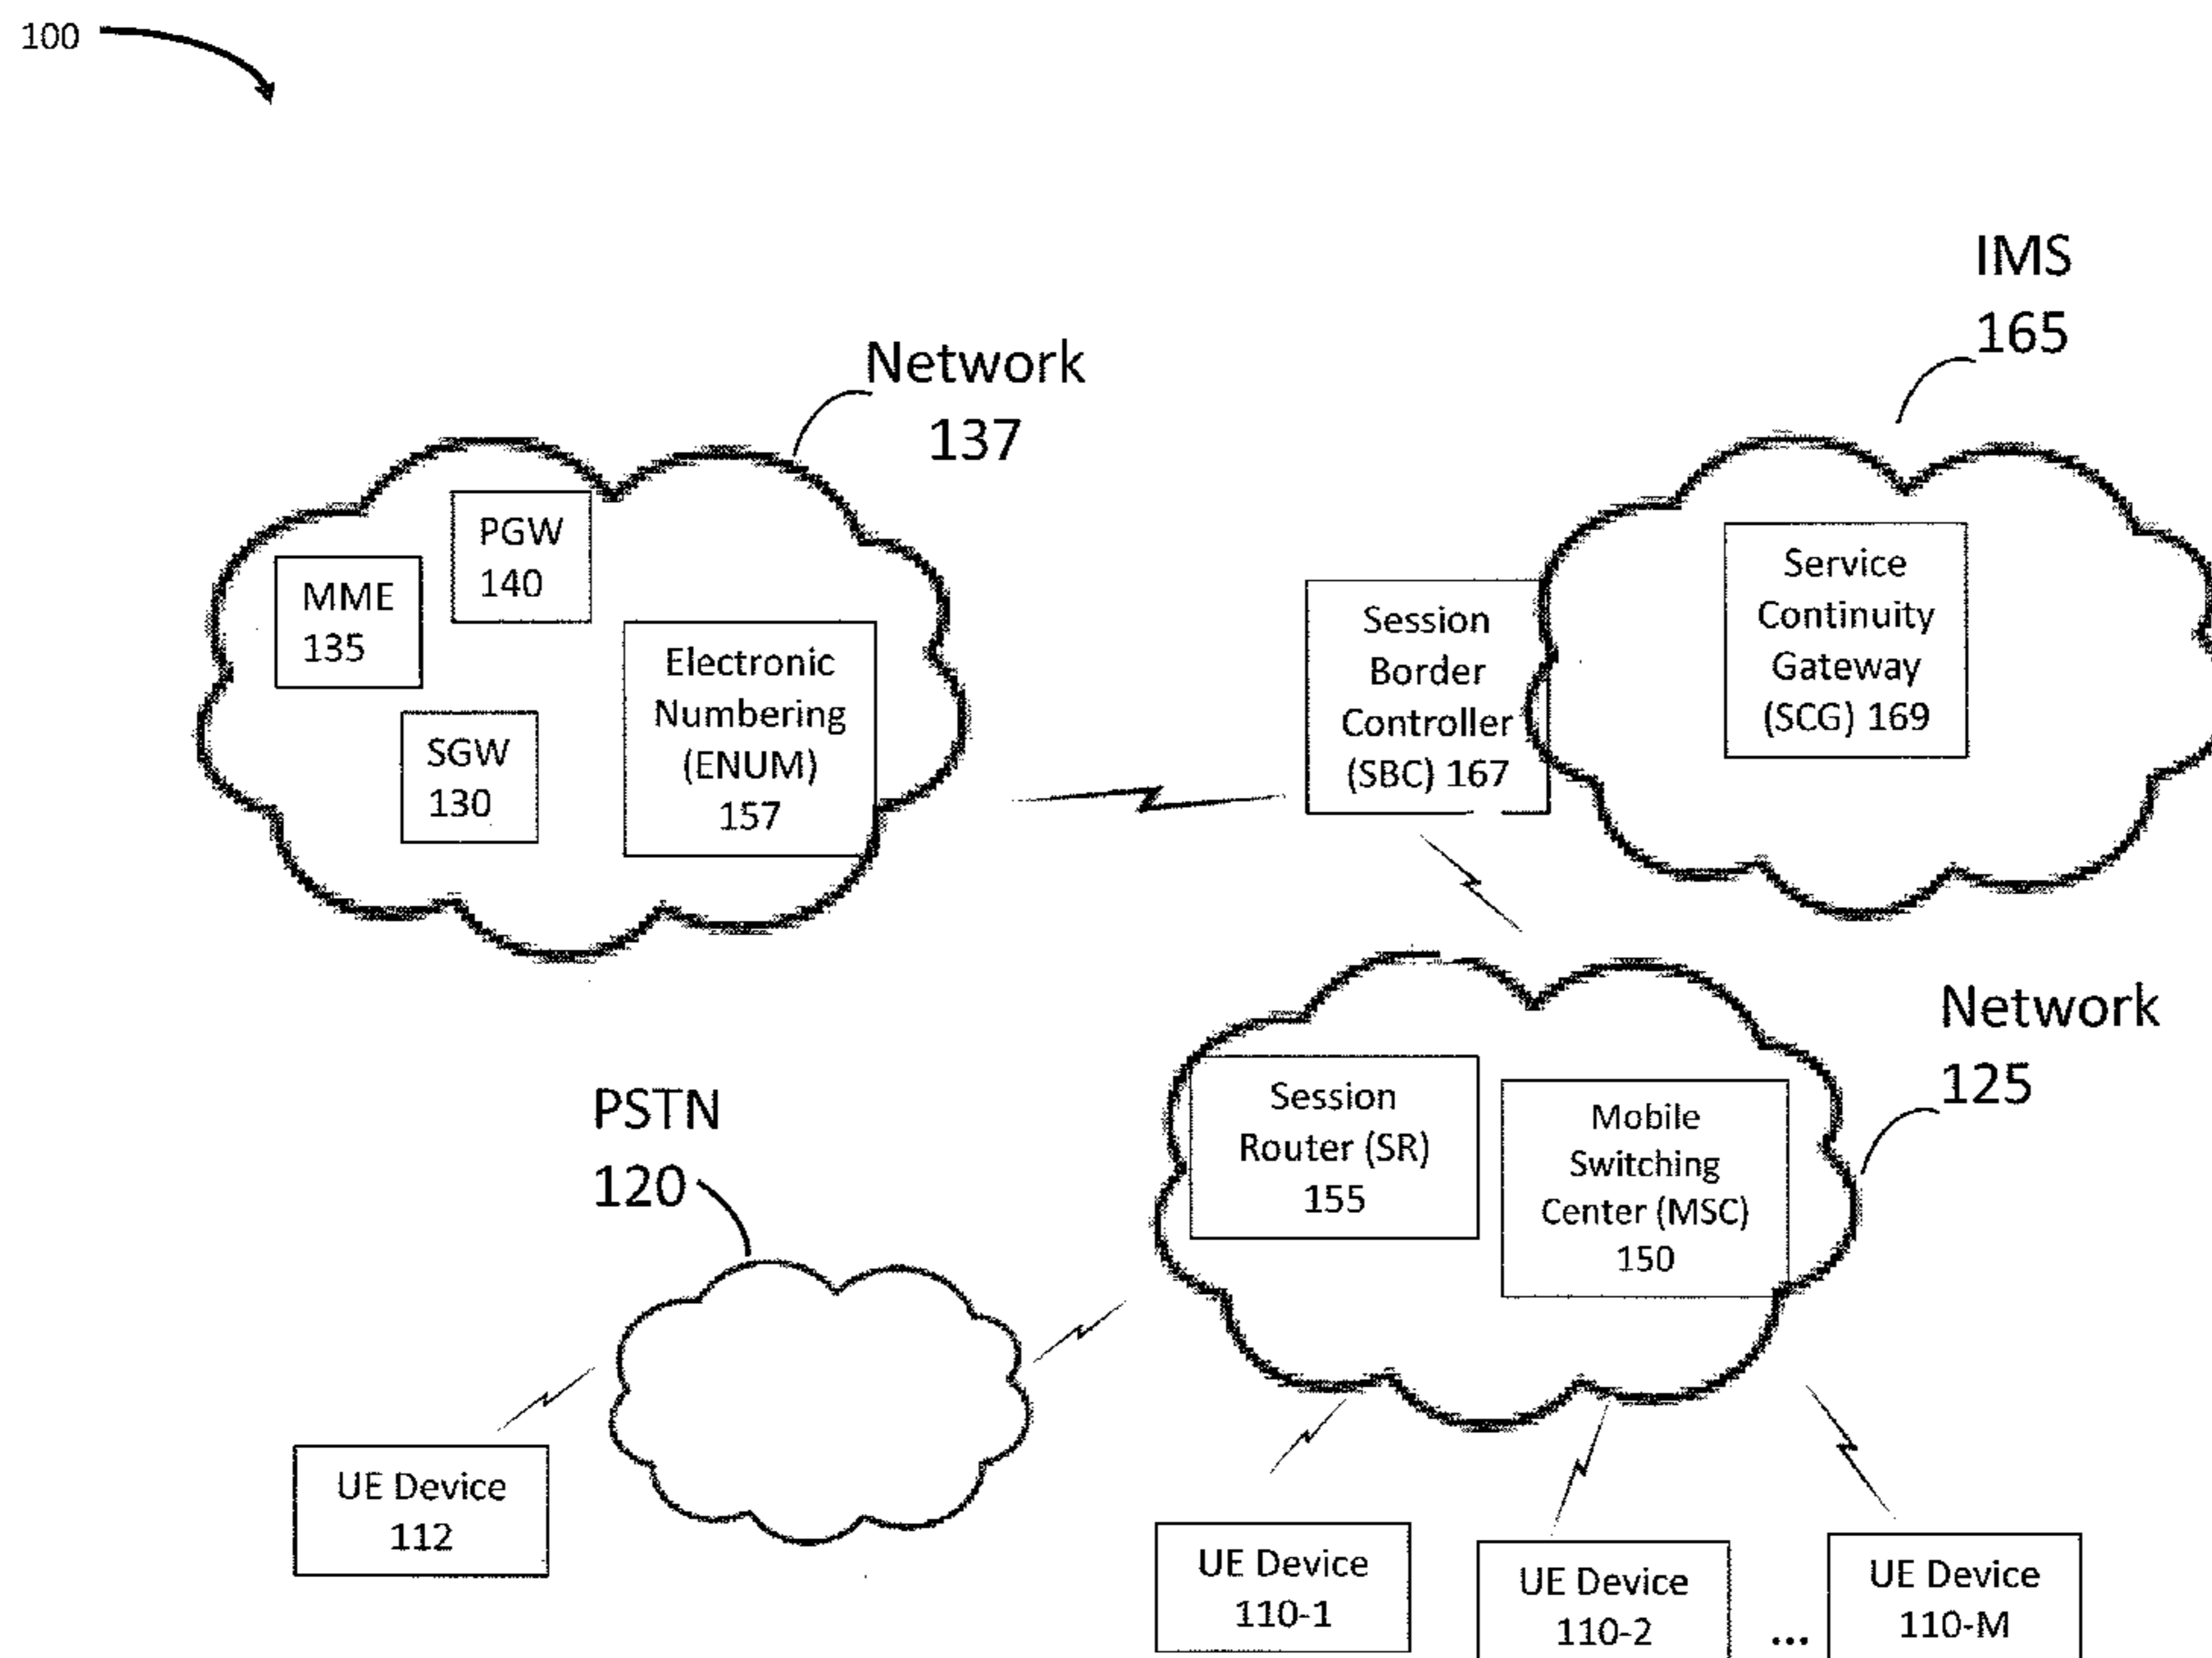 100
IMS
165
Network
137
PGW
140
MME
135
SGW
130
Electronic
Numbering
(ENUM)
157
Session
Border
Controller
(SBC) 167
Service
Continuity
Gateway
(SCG) 169
Network
125
Session
Router (SR)
155
Mobile
Switching
Center (MSC)
150
PSTN
120
UE Device
112
UE Device
110-1
UE Device
110-2
...
UE Device
110-M